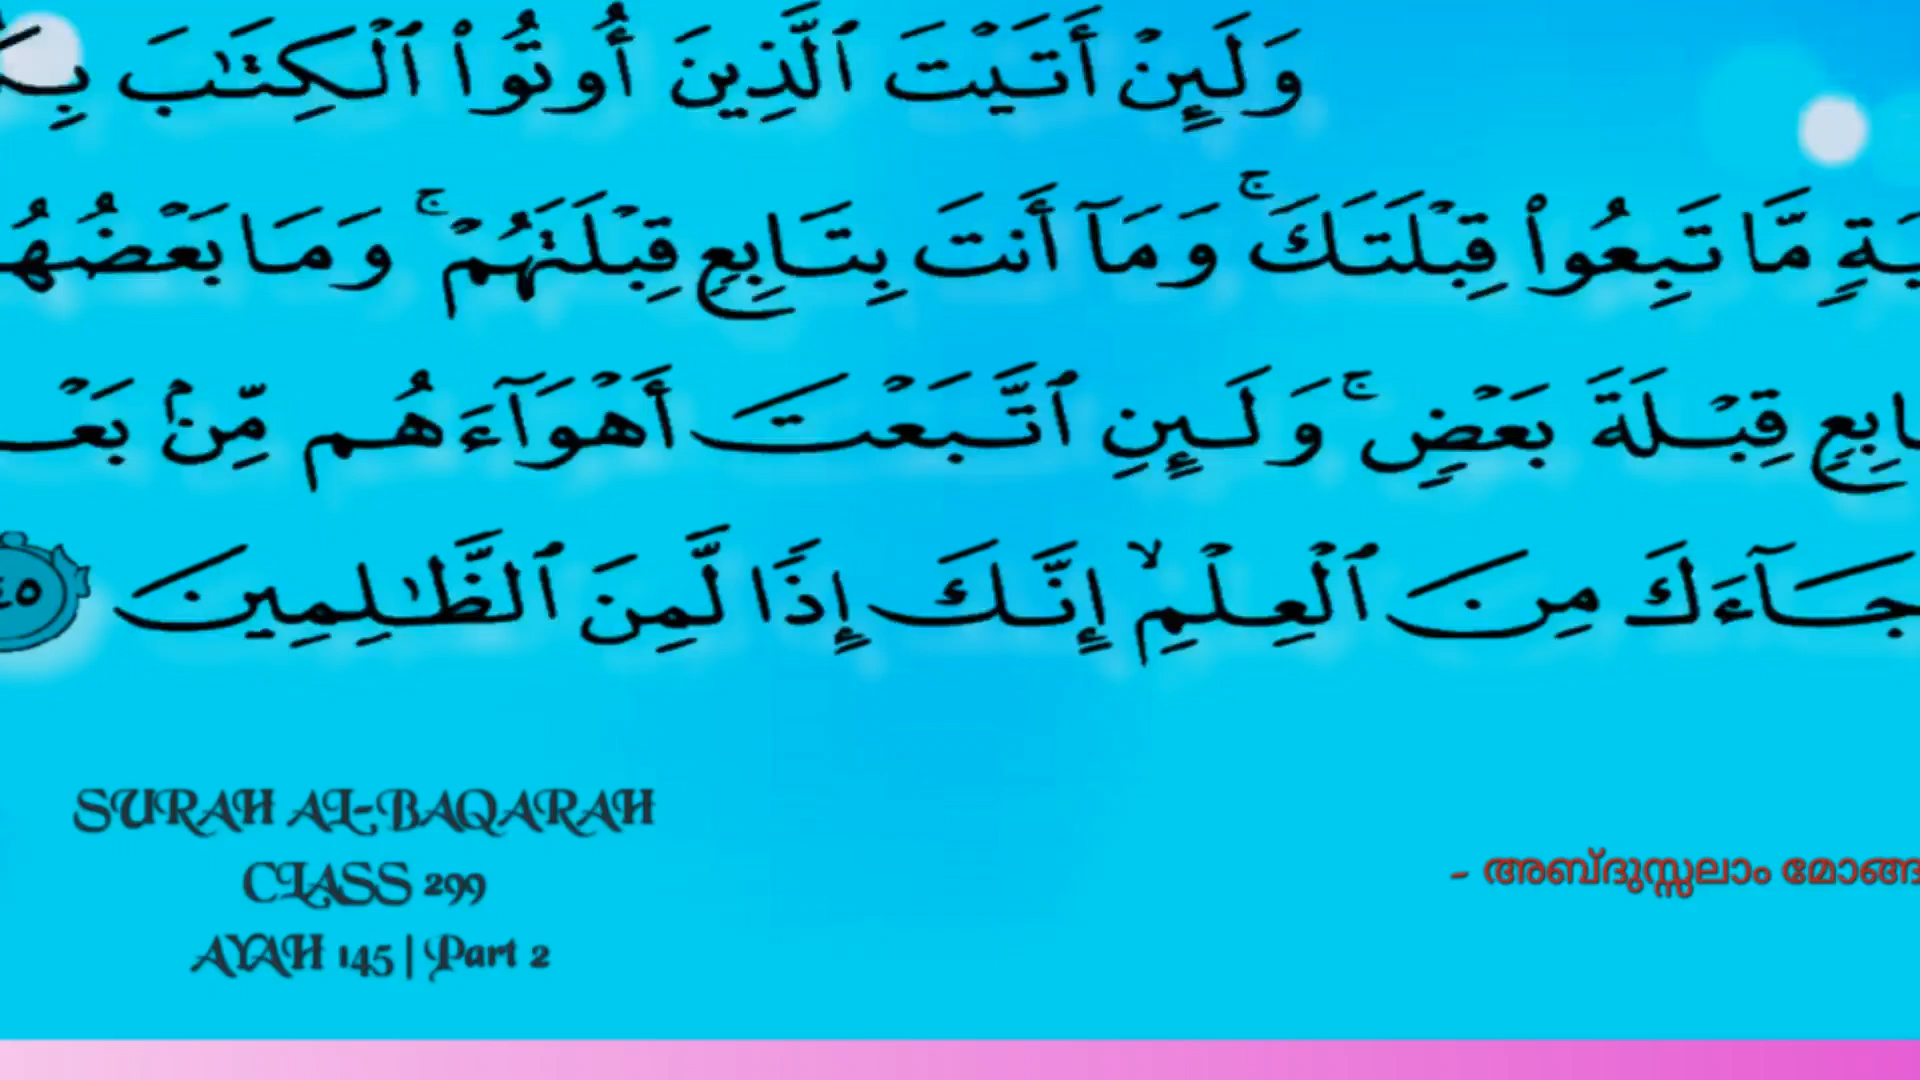 وَلَئِنْ أَتَيْتَ ٱلَّذِينَ أُوتُوا۟ ٱلْكِتَـٰبَ
مَّا تَبِعُوا۟ قِبْلَتَكَ ۚ وَمَآ أَنتَ بِتَابِعٍ قِبْلَتَهُمْ ۚ وَمَا
قِبْلَةَ بَعْضٍ ۚ وَلَئِنِ ٱتَّبَعْتَ أَهْوَآءَهُم مِّنۢ
جَآءَكَ مِنَ ٱلْعِلْمِ ۙ إِنَّكَ إِذًا لَّمِنَ ٱلظَّـٰلِمِينَ
SURAH AL-BAQARAH
CLASS 299
AYAH 145 | Part 2
- അബ്ദുസ്സലാം